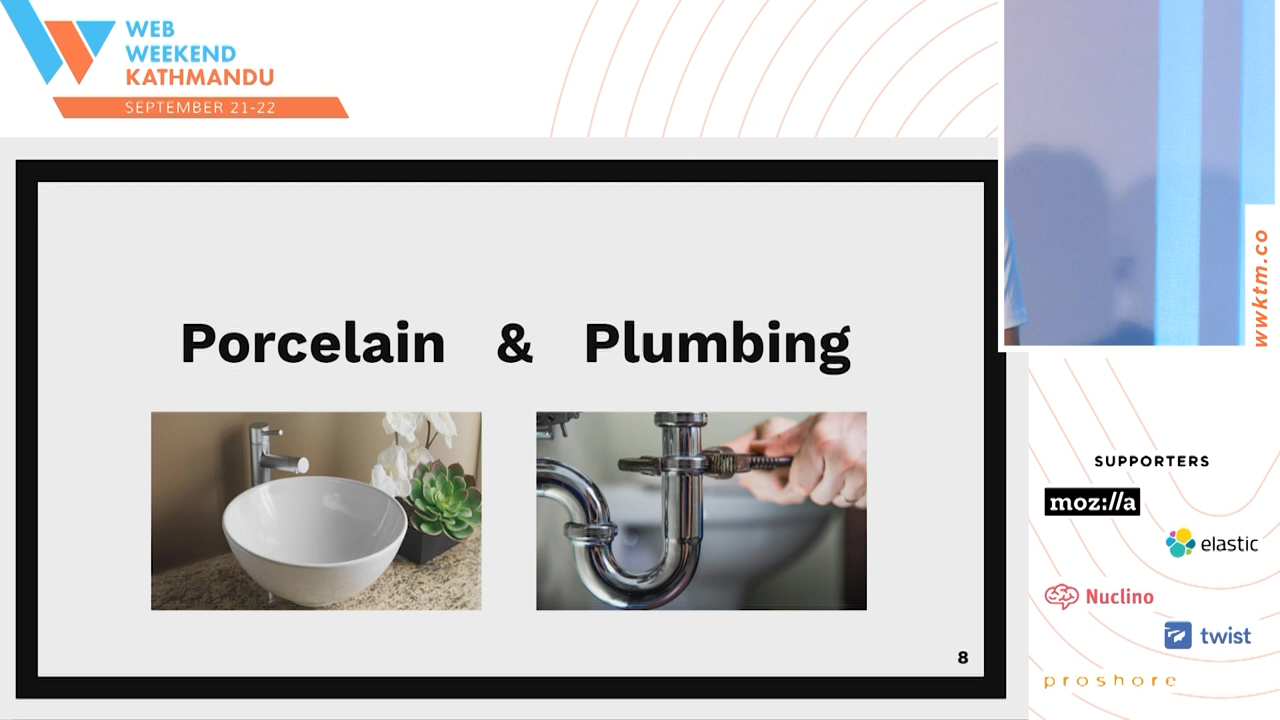 WEB
WEEKEND
KATHMANDU
SEPTEMBER 21-22
wwktm.co
Porcelain & Plumbing
8
SUPPORTERS
moz://a
elastic
Nuclino
twist
proshore